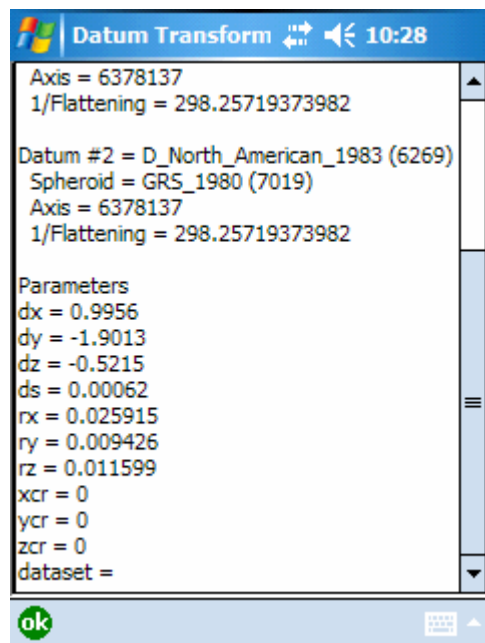 Datum Transform 10:28
Axis = 6378137
1/Flattening = 298.25719373982
Datum #2 = D_North_American_1983 (6269)
Spheroid = GRS_1980 (7019)
Axis = 6378137
1/Flattening = 298.25719373982
Parameters
dx = 0.9956
dy = -1.9013
dz = -0.5215
ds = 0.00062
rx = 0.025915
ry = 0.009426
rz = 0.011599
xcr = 0
ycr = 0
zcr = 0
dataset =
ok